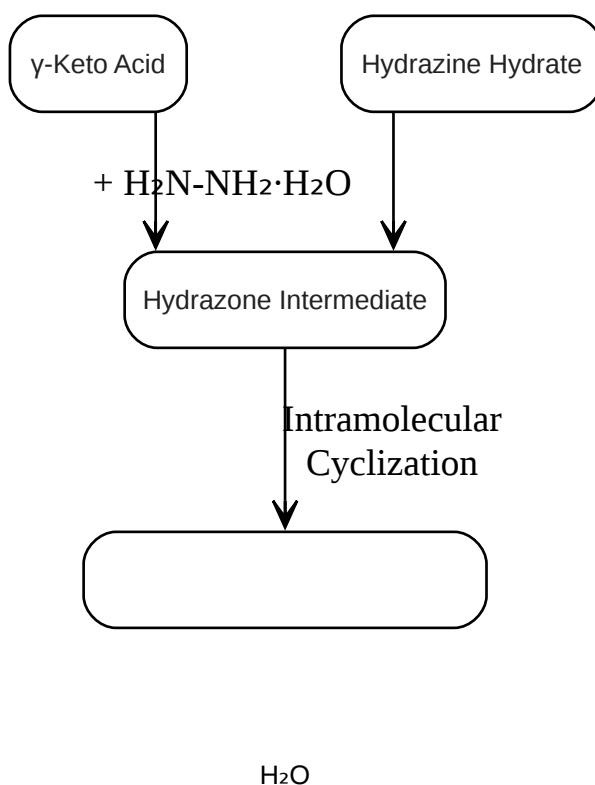 γ-Keto Acid
Hydrazine Hydrate
+ H₂N-NH₂·H₂O
Hydrazone Intermediate
Intramolecular
Cyclization
H₂O